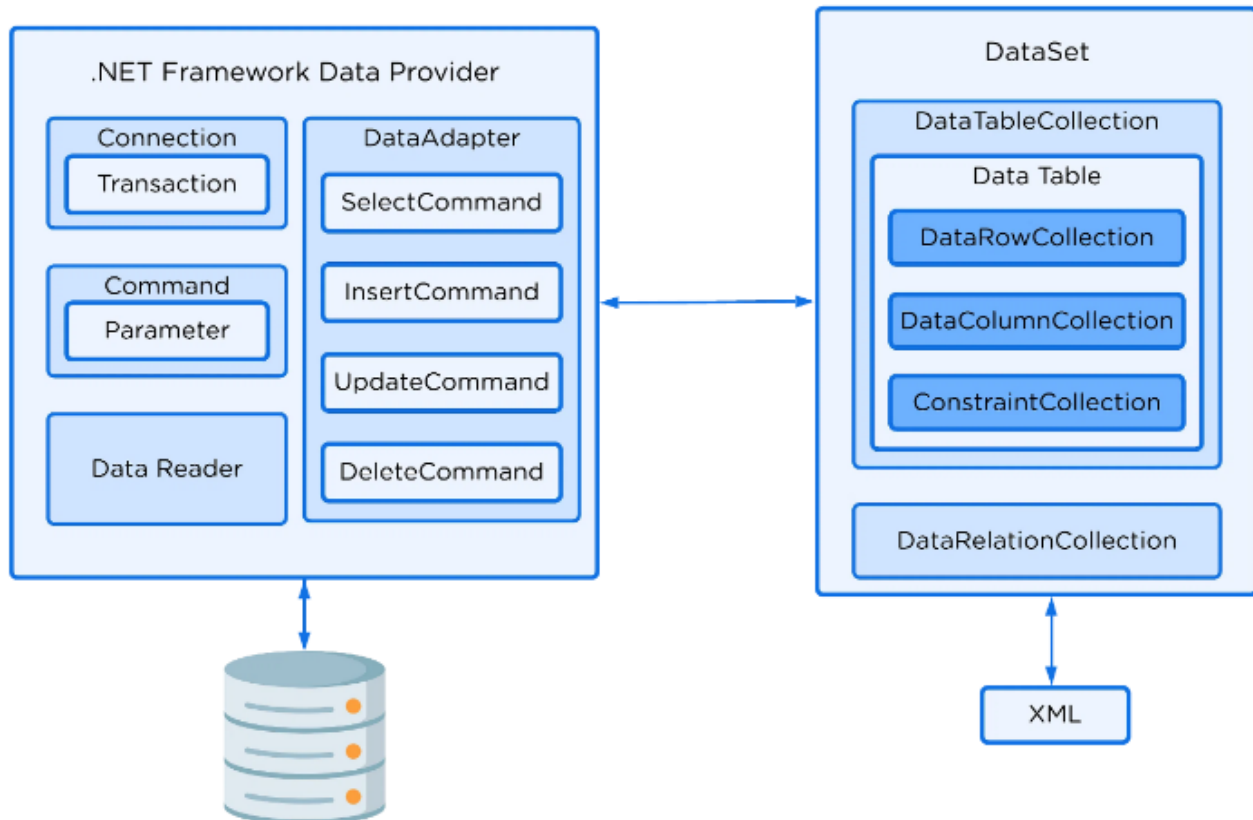 .NET Framework Data Provider
Connection
Transaction
Command
Parameter
Data Reader
DataAdapter
SelectCommand
InsertCommand
UpdateCommand
DeleteCommand
DataSet
DataTableCollection
Data Table
DataRowCollection
DataColumnCollection
ConstraintCollection
DataRelationCollection
XML